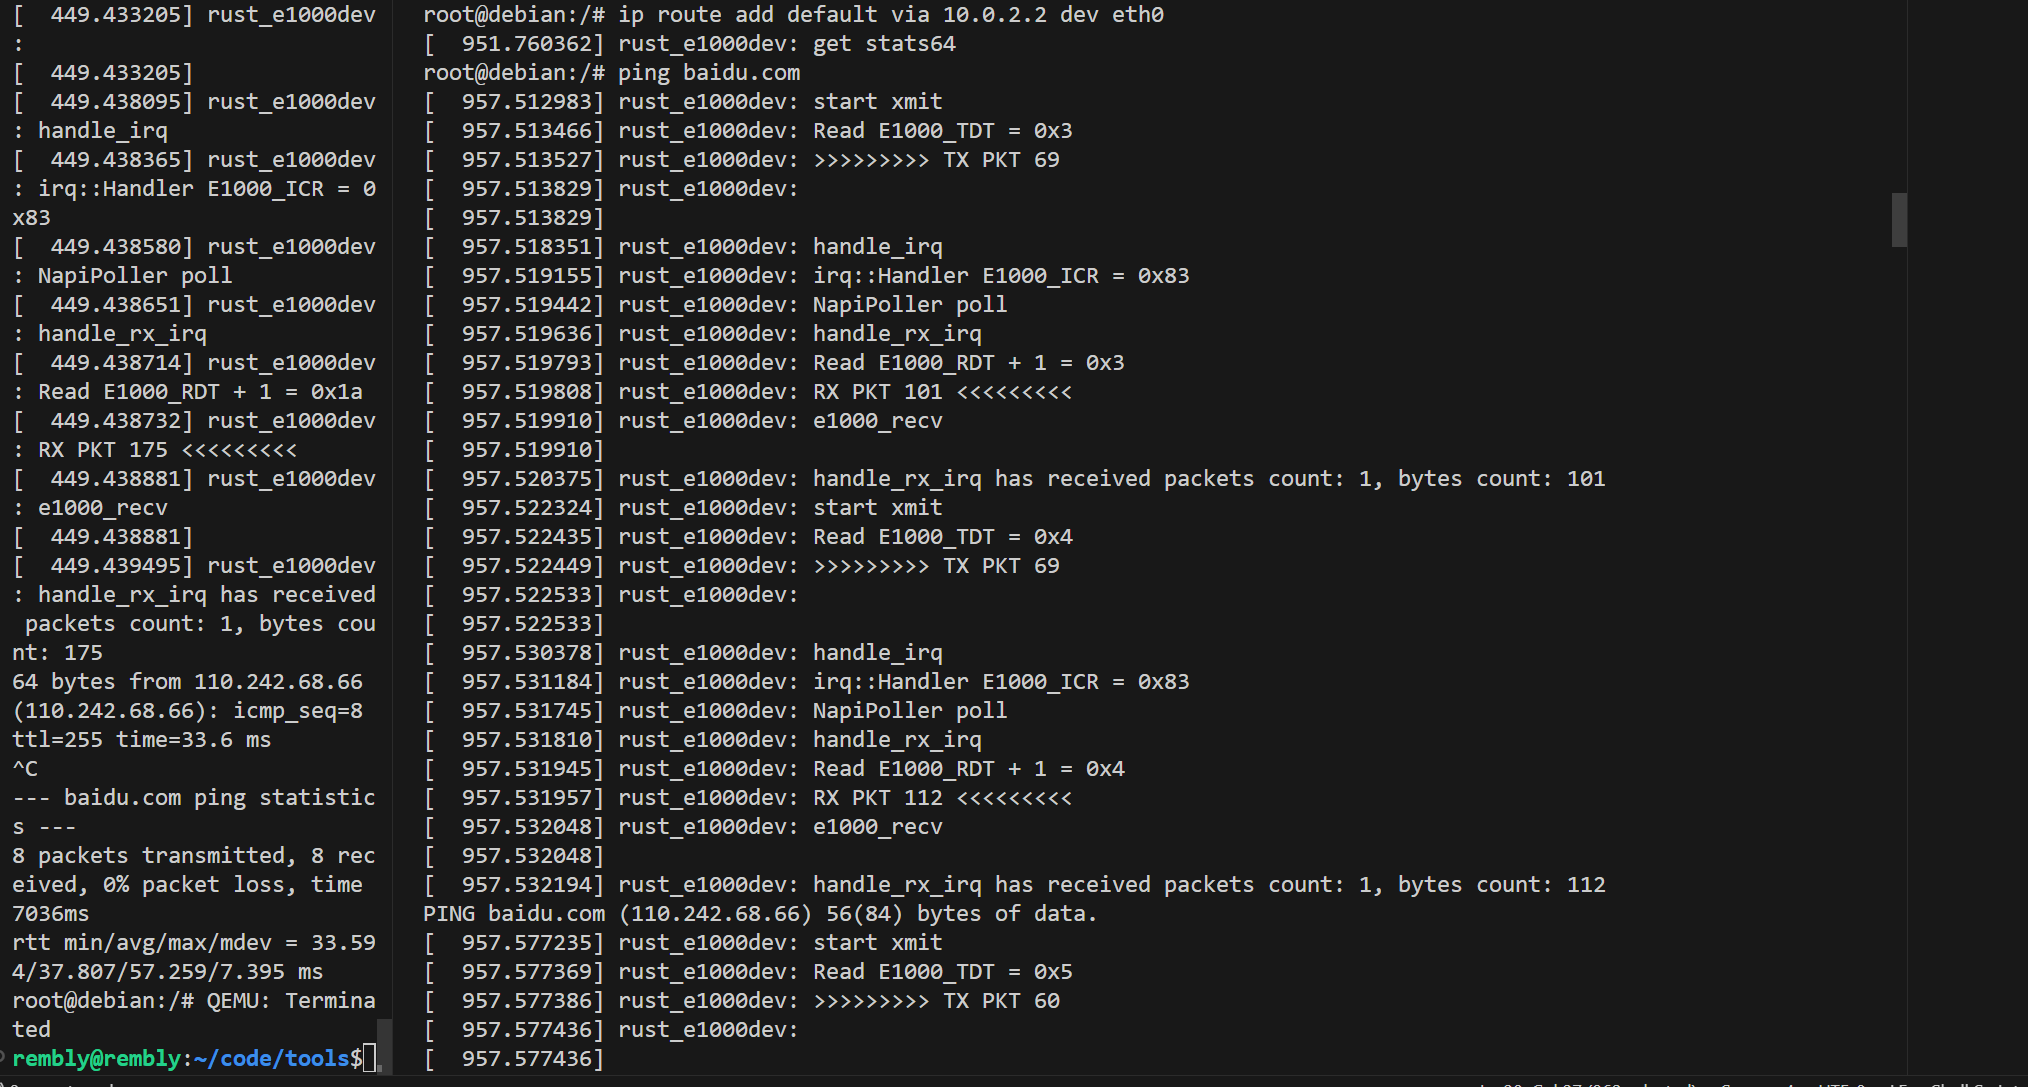 [   449.433205] rust_e1000dev
:
[   449.433205]
[   449.438095] rust_e1000dev
: handle_irq
[   449.438365] rust_e1000dev
: irq::Handler E1000_ICR = 0
x83
[   449.438580] rust_e1000dev
: NapiPoller poll
[   449.438651] rust_e1000dev
: handle_rx_irq
[   449.438714] rust_e1000dev
: Read E1000_RDT + 1 = 0x1a
[   449.438732] rust_e1000dev
: RX PKT 175 <<<<<<<<<
[   449.438881] rust_e1000dev
: e1000_recv
[   449.438881]
[   449.439495] rust_e1000dev
: handle_rx_irq has received
 packets count: 1, bytes cou
nt: 175
64 bytes from 110.242.68.66
(110.242.68.66): icmp_seq=8
ttl=255 time=33.6 ms
^C
--- baidu.com ping statistic
s ---
8 packets transmitted, 8 rec
eived, 0% packet loss, time
7036ms
rtt min/avg/max/mdev = 33.59
4/37.807/57.259/7.395 ms
root@debian:/# QEMU: Termina
ted
rembly@rembly:~/code/tools$
root@debian:/# ip route add default via 10.0.2.2 dev eth0
[  951.760362] rust_e1000dev: get stats64
root@debian:/# ping baidu.com
[  957.512983] rust_e1000dev: start xmit
[  957.513466] rust_e1000dev: Read E1000_TDT = 0x3
[  957.513527] rust_e1000dev: >>>>>>>>> TX PKT 69
[  957.513829] rust_e1000dev:
[  957.513829]
[  957.518351] rust_e1000dev: handle_irq
[  957.519155] rust_e1000dev: irq::Handler E1000_ICR = 0x83
[  957.519442] rust_e1000dev: NapiPoller poll
[  957.519636] rust_e1000dev: handle_rx_irq
[  957.519793] rust_e1000dev: Read E1000_RDT + 1 = 0x3
[  957.519808] rust_e1000dev: RX PKT 101 <<<<<<<<<
[  957.519910] rust_e1000dev: e1000_recv
[  957.519910]
[  957.520375] rust_e1000dev: handle_rx_irq has received packets count: 1, bytes count: 101
[  957.522324] rust_e1000dev: start xmit
[  957.522435] rust_e1000dev: Read E1000_TDT = 0x4
[  957.522449] rust_e1000dev: >>>>>>>>> TX PKT 69
[  957.522533] rust_e1000dev:
[  957.522533]
[  957.530378] rust_e1000dev: handle_irq
[  957.531184] rust_e1000dev: irq::Handler E1000_ICR = 0x83
[  957.531745] rust_e1000dev: NapiPoller poll
[  957.531810] rust_e1000dev: handle_rx_irq
[  957.531945] rust_e1000dev: Read E1000_RDT + 1 = 0x4
[  957.531957] rust_e1000dev: RX PKT 112 <<<<<<<<<
[  957.532048] rust_e1000dev: e1000_recv
[  957.532048]
[  957.532194] rust_e1000dev: handle_rx_irq has received packets count: 1, bytes count: 112
PING baidu.com (110.242.68.66) 56(84) bytes of data.
[  957.577235] rust_e1000dev: start xmit
[  957.577369] rust_e1000dev: Read E1000_TDT = 0x5
[  957.577386] rust_e1000dev: >>>>>>>>> TX PKT 60
[  957.577436] rust_e1000dev:
[  957.577436]